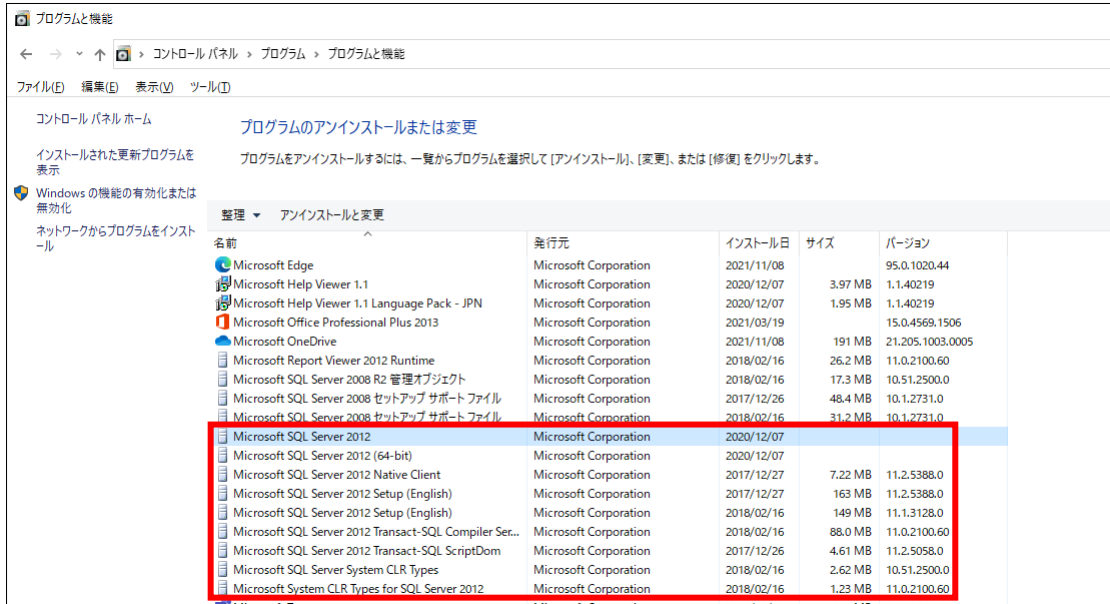 プログラムと機能
コントロール パネル › プログラム › プログラムと機能
ファイル(F) 編集(E) 表示(V) ツール(T)
コントロール パネル ホーム
インストールされた更新プログラムを
表示
Windows の機能の有効化または
無効化
ネットワークからプログラムをインスト
ール
プログラムのアンインストールまたは変更
プログラムをアンインストールするには、一覧からプログラムを選択して [アンインストール]、[変更]、または [修復] をクリックします。
整理 アンインストールと変更
名前 発行元 インストール日 サイズ バージョン
Microsoft Edge Microsoft Corporation 2021/11/08 95.0.1020.44
Microsoft Help Viewer 1.1 Microsoft Corporation 2020/12/07 3.97 MB 1.1.40219
Microsoft Help Viewer 1.1 Language Pack - JPN Microsoft Corporation 2020/12/07 1.95 MB 1.1.40219
Microsoft Office Professional Plus 2013 Microsoft Corporation 2021/03/19 15.0.4569.1506
Microsoft OneDrive Microsoft Corporation 2021/11/08 191 MB 21.205.1003.0005
Microsoft Report Viewer 2012 Runtime Microsoft Corporation 2018/02/16 26.2 MB 11.0.2100.60
Microsoft SQL Server 2008 R2 管理オブジェクト Microsoft Corporation 2018/02/16 17.3 MB 10.51.2500.0
Microsoft SQL Server 2008 セットアップ サポート ファイル Microsoft Corporation 2017/12/26 48.4 MB 10.1.2731.0
Microsoft SQL Server 2008 セットアップ サポート ファイル Microsoft Corporation 2018/02/16 31.2 MB 10.1.2731.0
Microsoft SQL Server 2012 Microsoft Corporation 2020/12/07
Microsoft SQL Server 2012 (64-bit) Microsoft Corporation 2020/12/07
Microsoft SQL Server 2012 Native Client Microsoft Corporation 2017/12/27 7.22 MB 11.2.5388.0
Microsoft SQL Server 2012 Setup (English) Microsoft Corporation 2017/12/27 163 MB 11.2.5388.0
Microsoft SQL Server 2012 Setup (English) Microsoft Corporation 2018/02/16 149 MB 11.1.3128.0
Microsoft SQL Server 2012 Transact-SQL Compiler Ser... Microsoft Corporation 2018/02/16 88.0 MB 11.0.2100.60
Microsoft SQL Server 2012 Transact-SQL ScriptDom Microsoft Corporation 2017/12/26 4.61 MB 11.2.5058.0
Microsoft SQL Server System CLR Types Microsoft Corporation 2018/02/16 2.62 MB 10.51.2500.0
Microsoft System CLR Types for SQL Server 2012 Microsoft Corporation 2018/02/16 1.23 MB 11.0.2100.60